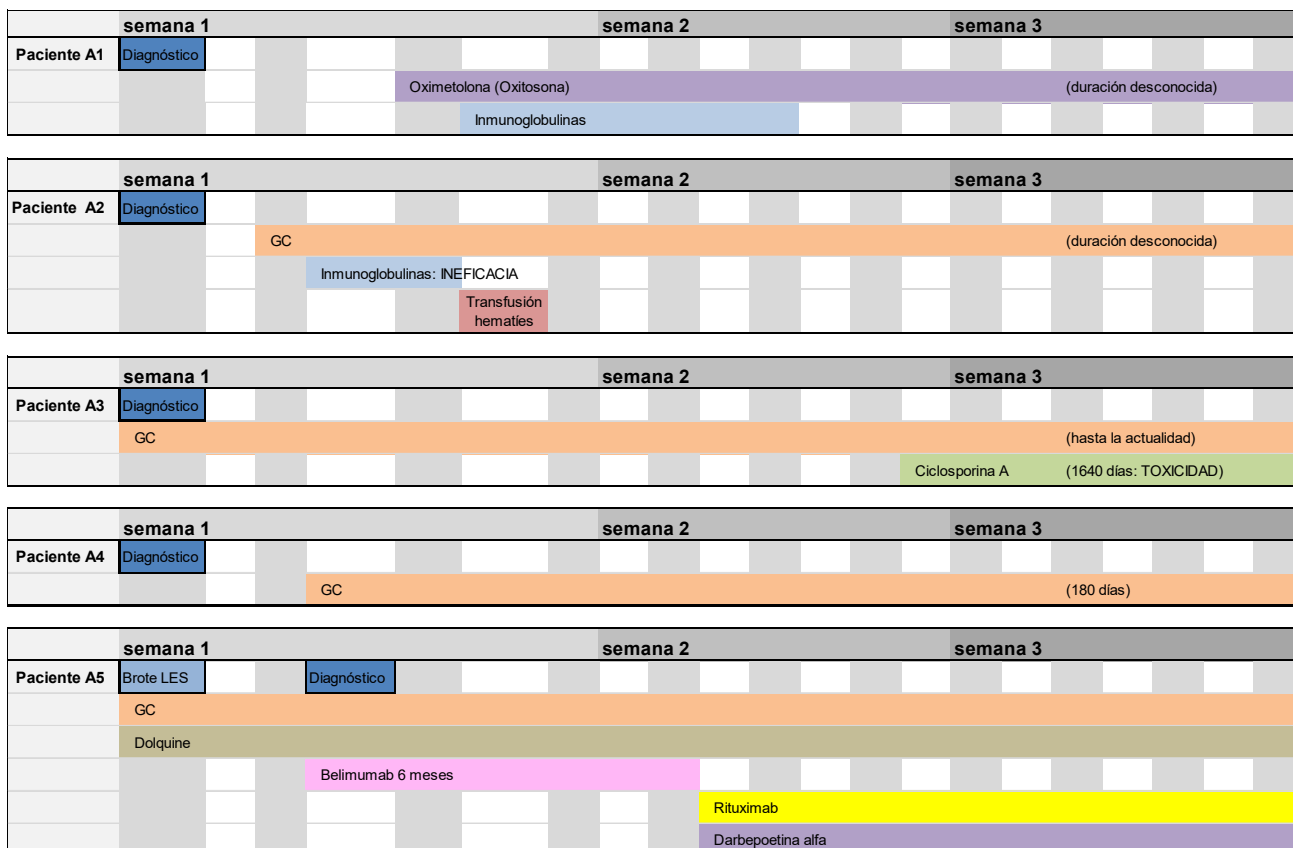 semana 1 semana 2 semana 3
Paciente A1 Diagnóstico
Oximetolona (Oxitosona) (duración desconocida)
Inmunoglobulinas
semana 1 semana 2 semana 3
Paciente A2 Diagnóstico
GC (duración desconocida)
Inmunoglobulinas: INEFICACIA
Transfusión
hematíes
semana 1 semana 2 semana 3
Paciente A3 Diagnóstico
GC (hasta la actualidad)
Ciclosporina A (1640 días: TOXICIDAD)
semana 1 semana 2 semana 3
Paciente A4 Diagnóstico
GC (180 días)
semana 1 semana 2 semana 3
Paciente A5 Brote LES Diagnóstico
GC
Dolquine
Belimumab 6 meses
Rituximab
Darbepoetina alfa